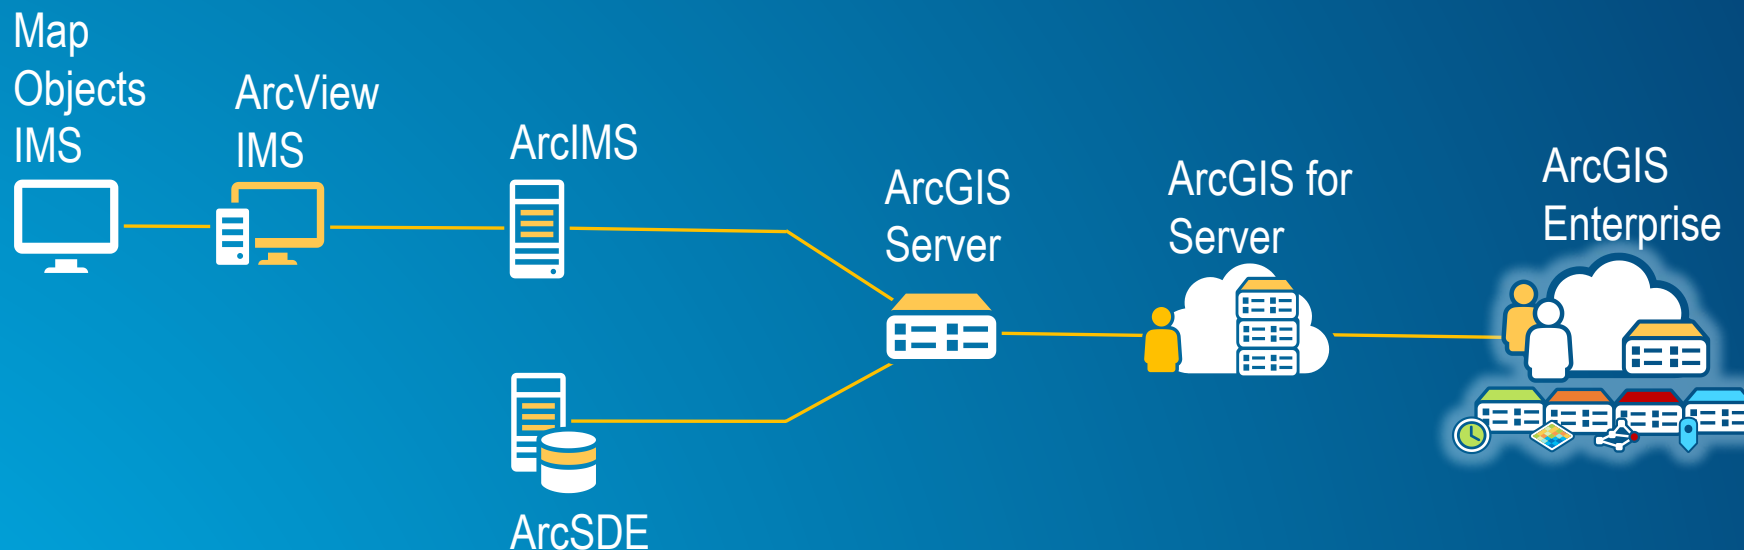 Map
Objects
IMS
ArcView
IMS
ArcIMS
ArcSDE
ArcGIS
Server
ArcGIS for
Server
ArcGIS
Enterprise